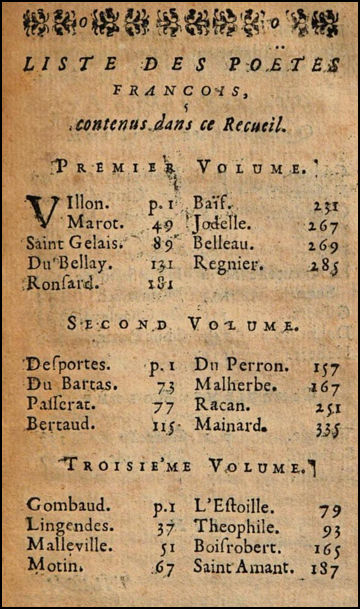 LISTE DES POËTES
FRANCOIS,
contenus dans ce Recueil.
PREMIER VOLUME.
VIllon. p. 1 Baïf. 231
Marot. 49 Jodelle. 267
Saint Gelais. 89 Belleau. 269
Du Bellay. 131 Regnier. 285
Ronſard. 181
SECOND VOLUME.
Deſportes. p. 1 Du Perron. 157
Du Bartas. 73 Malherbe. 167
Paſſerat. 77 Racan. 251
Bertaud. 115 Mainard. 335
TROISIE'ME VOLUME.
Gombaud. p. 1 L'Eſtoille. 79
Lingendes. 37 Theophile. 93
Malleville. 51 Boiſrobert. 165
Motin. 67 Saint Amant. 187